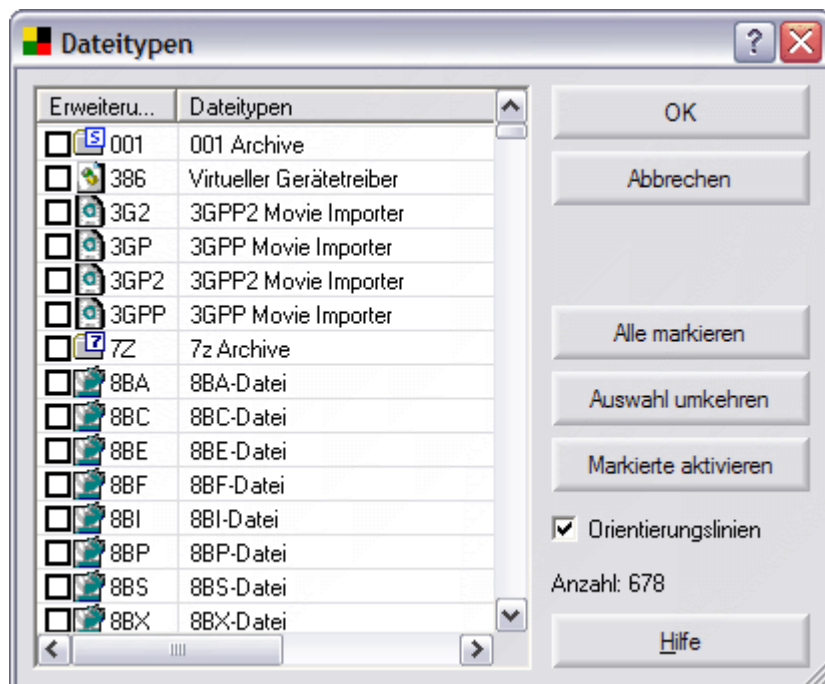 Dateitypen
Erweiteru... Dateitypen
001 001 Archive
386 Virtueller Gerätetreiber
3G2 3GPP2 Movie Importer
3GP 3GPP Movie Importer
3GP2 3GPP2 Movie Importer
3GPP 3GPP Movie Importer
7Z 7z Archive
8BA 8BA-Datei
8BC 8BC-Datei
8BE 8BE-Datei
8BF 8BF-Datei
8BI 8BI-Datei
8BP 8BP-Datei
8BS 8BS-Datei
8BX 8BX-Datei
OK
Abbrechen
Alle markieren
Auswahl umkehren
Markierte aktivieren
Orientierungslinien
Anzahl: 678
Hilfe